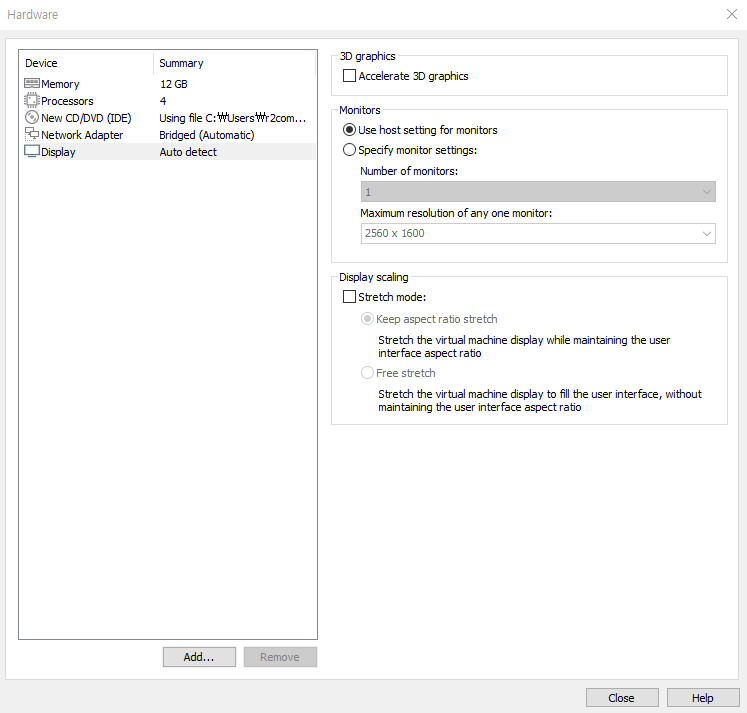 Hardware
Device Summary
Memory 12 GB
Processors 4
New CD/DVD (IDE) Using file C:₩Users₩r2com...
Network Adapter Bridged (Automatic)
Display Auto detect
Add...
Remove
3D graphics
Accelerate 3D graphics
Monitors
Use host setting for monitors
Specify monitor settings:
Number of monitors:
1
Maximum resolution of any one monitor:
2560 x 1600
Display scaling
Stretch mode:
Keep aspect ratio stretch
Stretch the virtual machine display while maintaining the user
interface aspect ratio
Free stretch
Stretch the virtual machine display to fill the user interface, without
maintaining the user interface aspect ratio
Close
Help